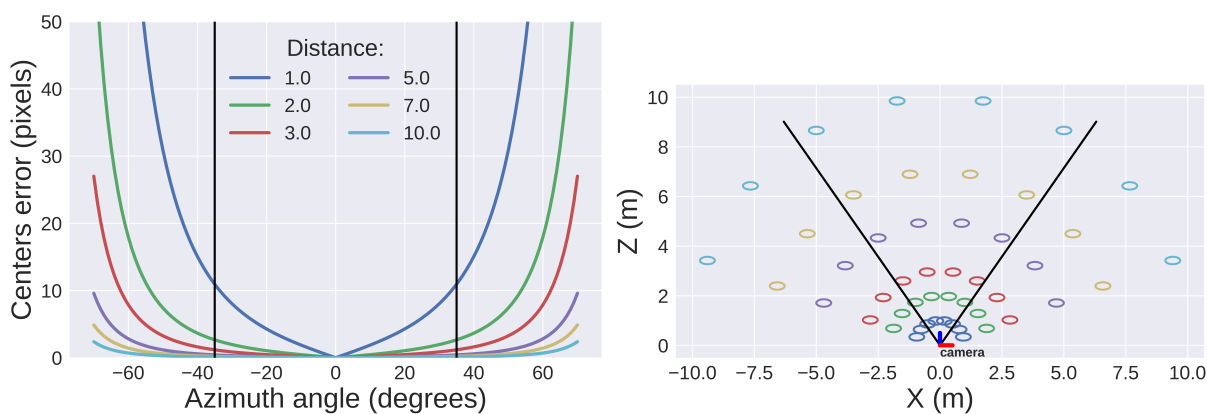 50
40
30
20
10
0
Centers error (pixels)
Distance:
1.0 5.0
2.0 7.0
3.0 10.0
−60 −40 −20 0 20 40 60
Azimuth angle (degrees)
10
8
6
4
2
0
Z (m)
camera
−10.0 −7.5 −5.0 −2.5 0.0 2.5 5.0 7.5 10.0
X (m)